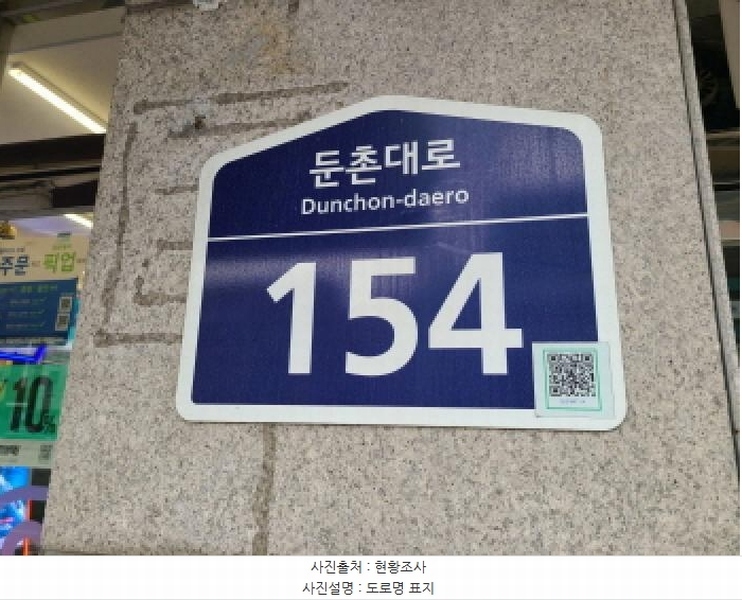 둔촌대로
Dunchon-daero
154
주문 픽업
10%
사진출처 : 현황조사
사진설명 : 도로명 표지